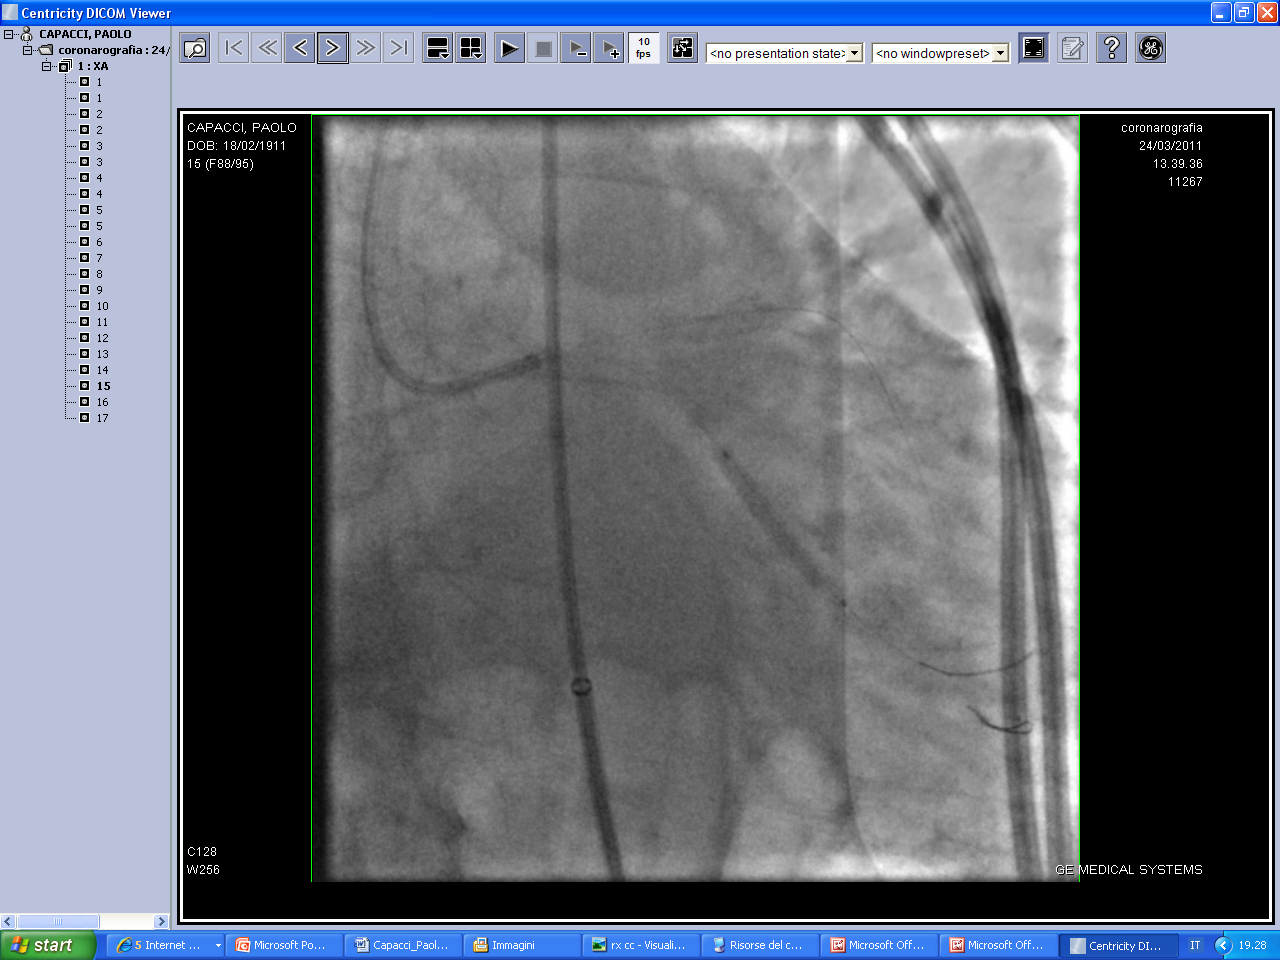 Centricity DICOM Viewer
CAPACCI, PAOLO
coronarografia : 24/
1 : XA
1
1
2
2
3
3
4
4
5
5
6
7
8
9
10
11
12
13
14
15
16
17
10
fps
<no presentation state>
<no windowpreset>
CAPACCI, PAOLO
DOB: 18/02/1911
15 (F88/95)
coronarografia
24/03/2011
13.39.36
11267
C128
W256
GE MEDICAL SYSTEMS
start
5 Internet ...
Microsoft Po...
Capacci_Paol...
Immagini
rx cc - Visuali...
Risorse del c...
Microsoft Off...
Microsoft Off...
Centricity DI...
IT
19.28